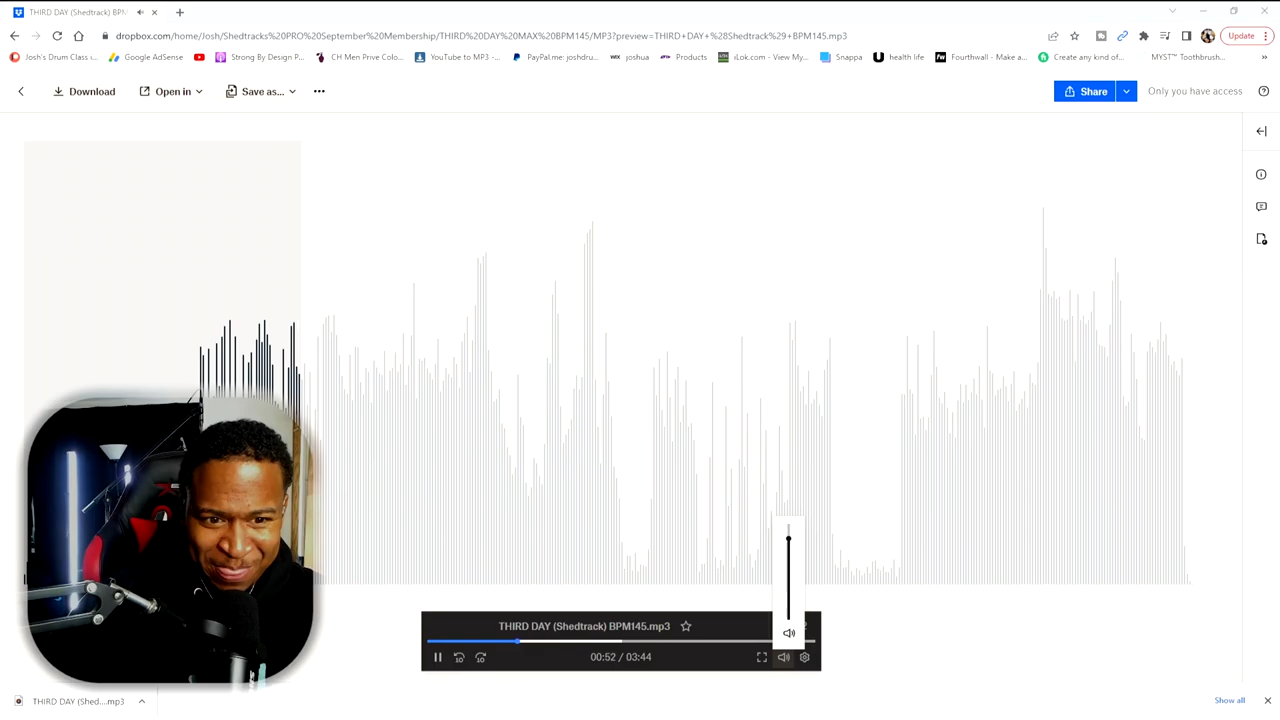 THIRD DAY (Shedtrack) BPM
dropbox.com/home/Josh/Shedtracks%20PRO%20September%20Membership/THIRD%20DAY%20MAX%20BPM145/MP3?preview=THIRD+DAY+%28Shedtrack%29+BPM145.mp3
Update
Josh's Drum Class i...
Google AdSense
Strong By Design P...
CH Men Prive Colo...
YouTube to MP3 -...
PayPal.me: joshdru...
WIX joshua
Products
iLok.com - View My...
Snappa
health life
Fourthwall - Make a...
Create any kind of...
MYST™ Toothbrush...
Download
Open in
Save as...
Share
Only you have access
THIRD DAY (Shedtrack) BPM145.mp3
10 10
00:52 / 03:44
THIRD DAY (Shed....mp3
Show all